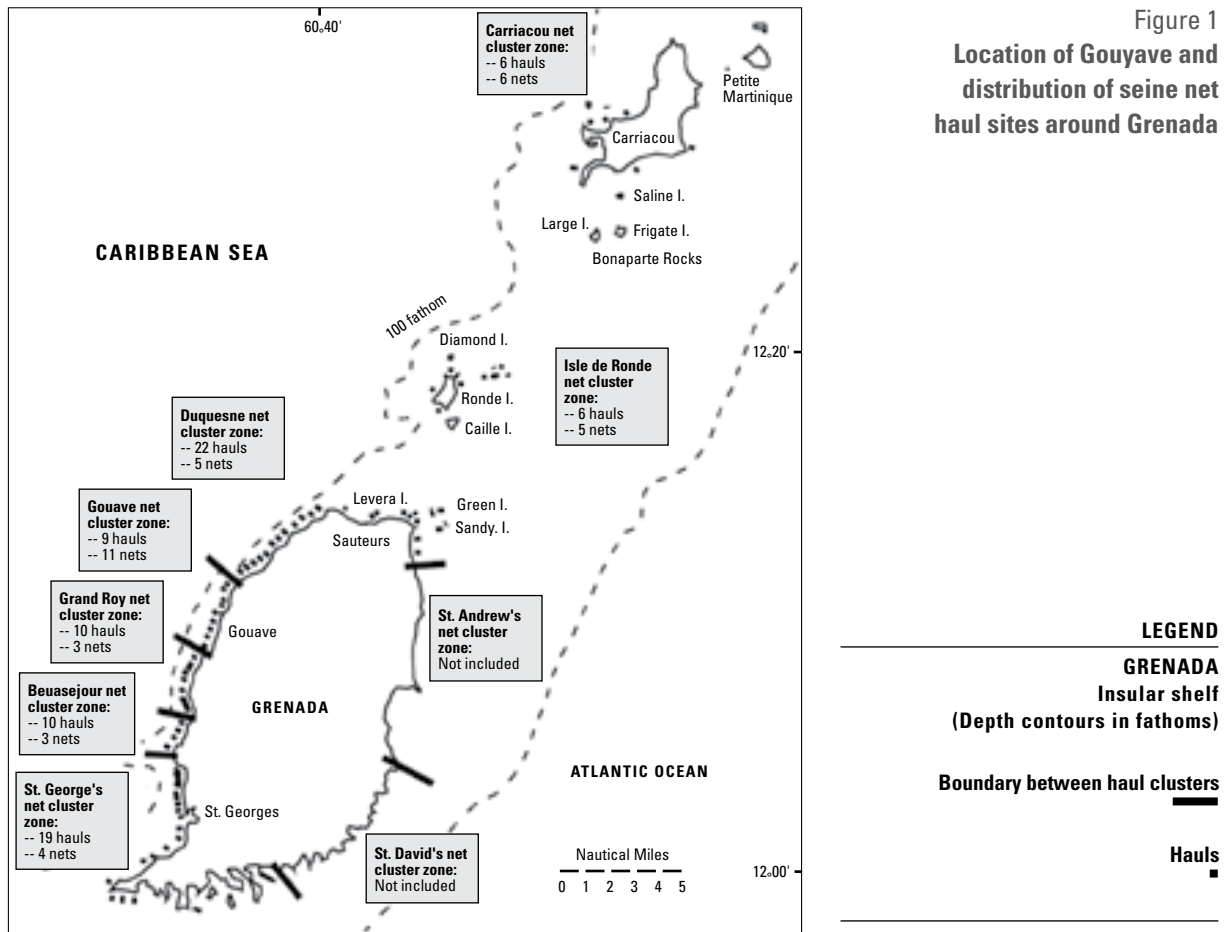 Figure 1
Location of Gouyave and
distribution of seine net
haul sites around Grenada
60°40'
Carriacou net
cluster zone:
-- 6 hauls
-- 6 nets
Petite
Martinique
Carriacou
Saline I.
Large I.
Frigate I.
Bonaparte Rocks
CARIBBEAN SEA
100 fathom
Diamond I.
12°20'
Isle de Ronde
net cluster
zone:
-- 6 hauls
-- 5 nets
Ronde I.
Caille I.
Duquesne net
cluster zone:
-- 22 hauls
-- 5 nets
Levera I.
Green I.
Sandy. I.
Sauteurs
Gouave net
cluster zone:
-- 9 hauls
-- 11 nets
Grand Roy net
cluster zone:
-- 10 hauls
-- 3 nets
Gouave
St. Andrew's
net cluster
zone:
Not included
Beuasejour net
cluster zone:
-- 10 hauls
-- 3 nets
GRENADA
ATLANTIC OCEAN
St. George's
net cluster
zone:
-- 19 hauls
-- 4 nets
St. Georges
St. David's net
cluster zone:
Not included
Nautical Miles
0 1 2 3 4 5
12°00'
LEGEND
GRENADA
Insular shelf
(Depth contours in fathoms)
Boundary between haul clusters
Hauls